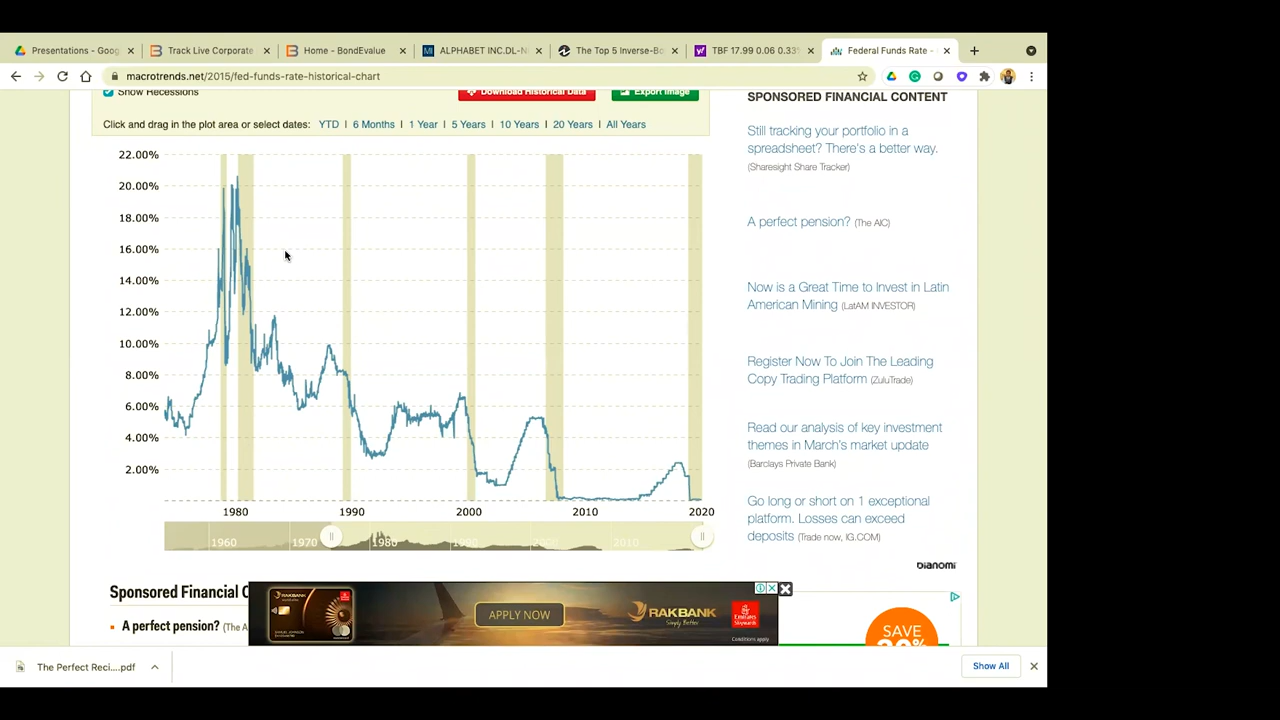 Presentations - Goog
Track Live Corporate
Home - BondEvalue
ALPHABET INC.DL-N
The Top 5 Inverse-Bo
TBF 17.99 0.06 0.33%
Federal Funds Rate -
macrotrends.net/2015/fed-funds-rate-historical-chart
Show Recessions
Download Historical Data
Export Image
Click and drag in the plot area or select dates: YTD | 6 Months | 1 Year | 5 Years | 10 Years | 20 Years | All Years
22.00%
20.00%
18.00%
16.00%
14.00%
12.00%
10.00%
8.00%
6.00%
4.00%
2.00%
1980 1990 2000 2010 2020
1960 1970 1980 1990 2000 2010
SPONSORED FINANCIAL CONTENT
Still tracking your portfolio in a
spreadsheet? There's a better way.
(Sharesight Share Tracker)
A perfect pension? (The AIC)
Now is a Great Time to Invest in Latin
American Mining (LatAM INVESTOR)
Register Now To Join The Leading
Copy Trading Platform (ZuluTrade)
Read our analysis of key investment
themes in March's market update
(Barclays Private Bank)
Go long or short on 1 exceptional
platform. Losses can exceed
deposits (Trade now, IG.COM)
bianomi
Sponsored Financial C
A perfect pension? (The A
RAKBANK
APPLY NOW
RAKBANK
Simply Better
Emirates
Skywards
Conditions apply
SAVE
The Perfect Reci....pdf
Show All